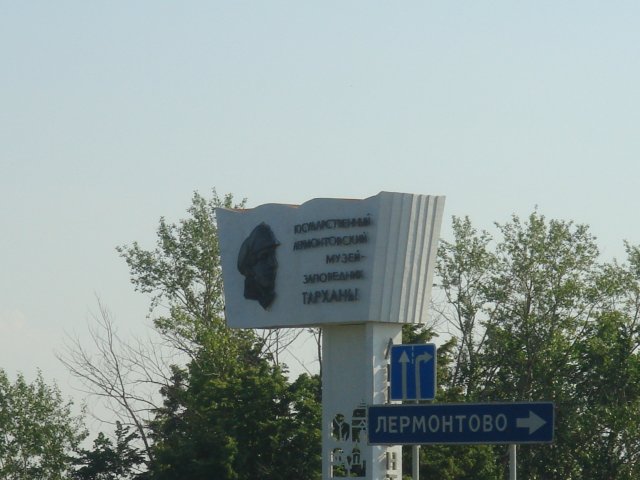 ГОСУДАРСТВЕННЫЙ
ЛЕРМОНТОВСКИЙ
МУЗЕЙ-
ЗАПОВЕДНИК
ТАРХАНЫ
ЛЕРМОНТОВО